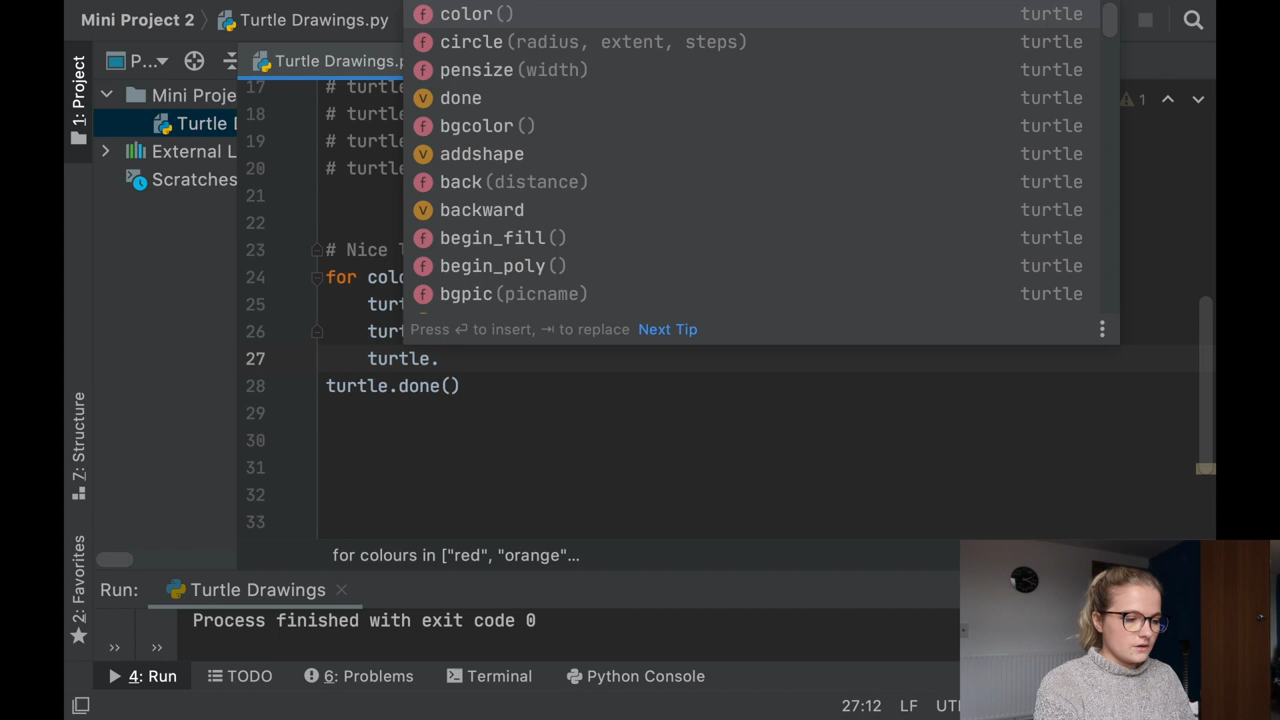 Mini Project 2
Turtle Drawings.py
1: Project
P...
Turtle Drawings.p
Mini Proje
Turtle
External L
Scratches
Z: Structure
2: Favorites
17 # turtle
18 # turtle
19 # turtle
20 # turtle
21
22
23 # Nice
24 for colo
25 turt
26 turt
27 turtle.
28 turtle.done()
29
30
31
32
33
color() turtle
circle(radius, extent, steps) turtle
pensize(width) turtle
done turtle
bgcolor() turtle
addshape turtle
back(distance) turtle
backward turtle
begin_fill() turtle
begin_poly() turtle
bgpic(picname) turtle
Press ↵ to insert, ⇥ to replace Next Tip
1
for colours in ["red", "orange"...
Run: Turtle Drawings
Process finished with exit code 0
4: Run TODO 6: Problems Terminal Python Console
27:12 LF UT